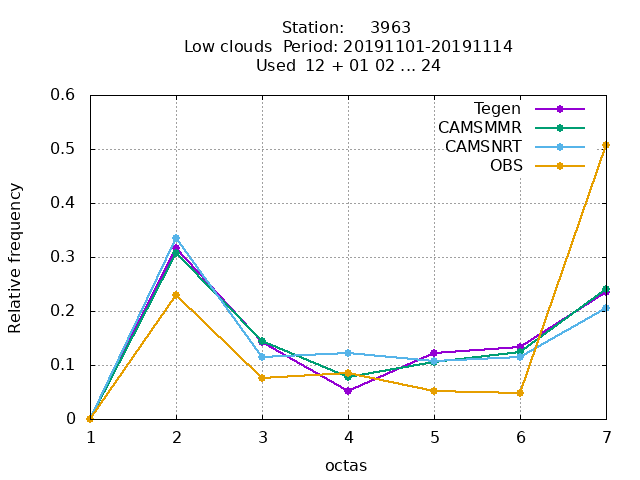 Station: 3963
Low clouds Period: 20191101-20191114
Used 12 + 01 02 ... 24
Relative frequency
0.6
0.5
0.4
0.3
0.2
0.1
0
Tegen
CAMSMMR
CAMSNRT
OBS
1 2 3 4 5 6 7
octas